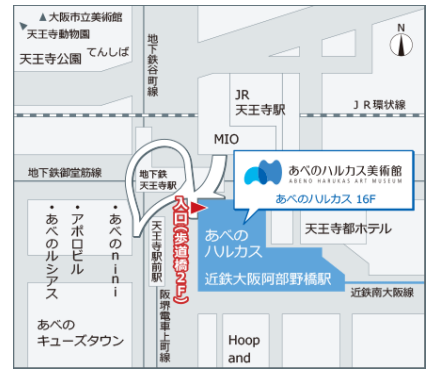 ▲大阪市立美術館
天王寺動物園
てんしば
天王寺公園
地下鉄谷町線
N
JR
天王寺駅
JR環状線
MIO
地下鉄御堂筋線
地下鉄
天王寺駅
あべのハルカス美術館
ABENO HARUKAS ART MUSEUM
あべのハルカス 16F
入口(歩道橋2F)
・あべのnini
・アポロビル
・あべのルシアス
天王寺駅前駅
あべの
ハルカス
天王寺都ホテル
近鉄大阪阿部野橋駅
近鉄南大阪線
阪堺電車上町線
あべの
キューズタウン
Hoop
and